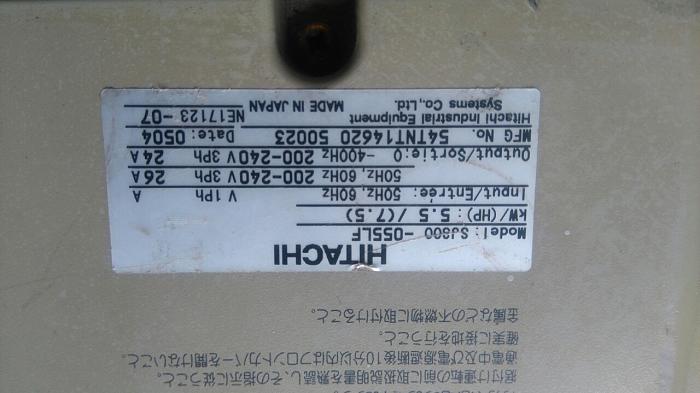 HITACHI
Model: SJ300 -055LF
kW/(HP): 5.5 /(7.5)
Input/Entrée: 50Hz, 60Hz V 1Ph A
50Hz, 60Hz 200-240V 3Ph 26A
Output/Sortie: 0 -400Hz 200-240V 3Ph 24A
MFG No. 54TNT14620 50023 Date: 0504
Hitachi Industrial Equipment
Systems Co., Ltd. MADE IN JAPAN NE17123 -07
据付け運転の前に取扱説明書を熟読し、その指示に従うこと。
通電中及び電源遮断後10分以内はフロントカバーを開けないこと。
確実に接地を行うこと。
金属などの不燃物に取付けること。